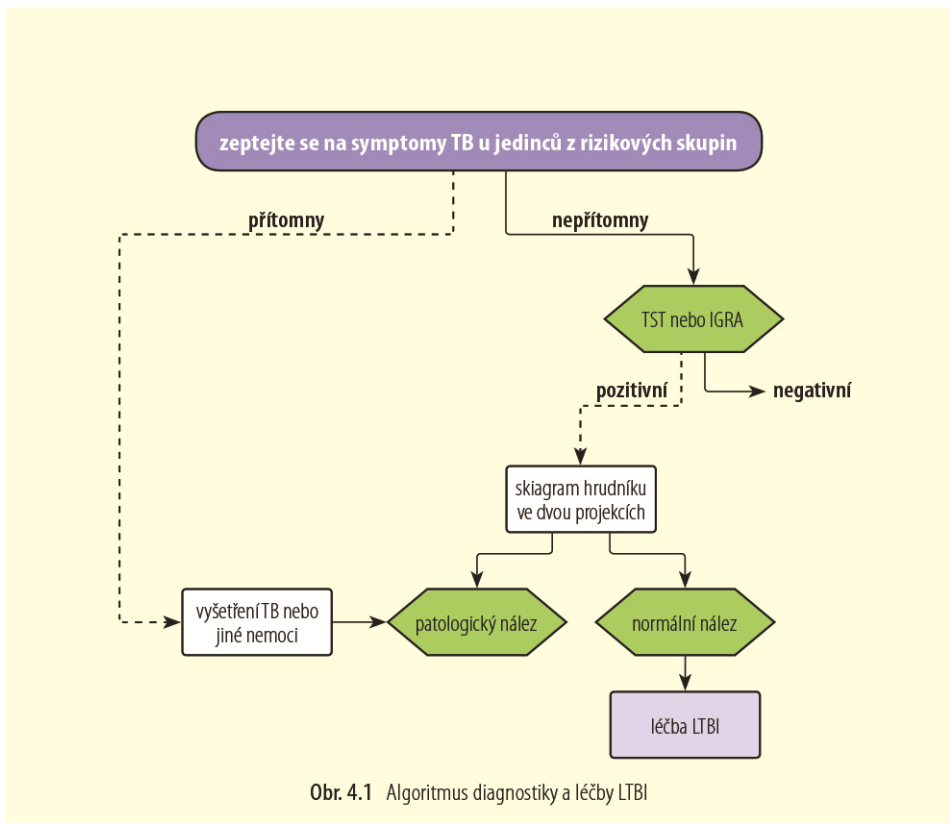 zeptejte se na symptomy TB u jedinců z rizikových skupin
přítomny
nepřítomny
TST nebo IGRA
pozitivní
negativní
skiagram hrudníku
ve dvou projekcích
vyšetření TB nebo
jiné nemoci
patologický nález
normální nález
léčba LTBI
Obr. 4.1 Algoritmus diagnostiky a léčby LTBI